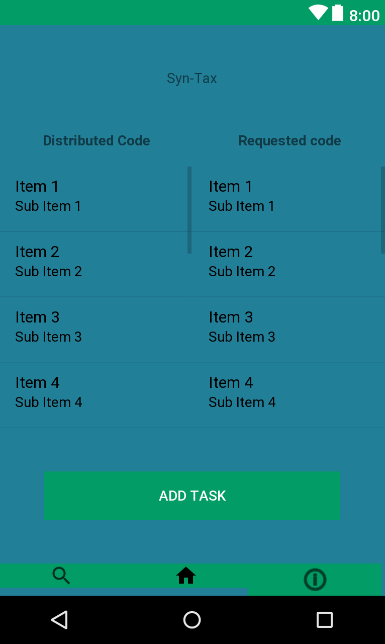 8:00
Syn-Tax
Distributed Code
Requested code
Item 1
Sub Item 1
Item 2
Sub Item 2
Item 3
Sub Item 3
Item 4
Sub Item 4
Item 1
Sub Item 1
Item 2
Sub Item 2
Item 3
Sub Item 3
Item 4
Sub Item 4
ADD TASK